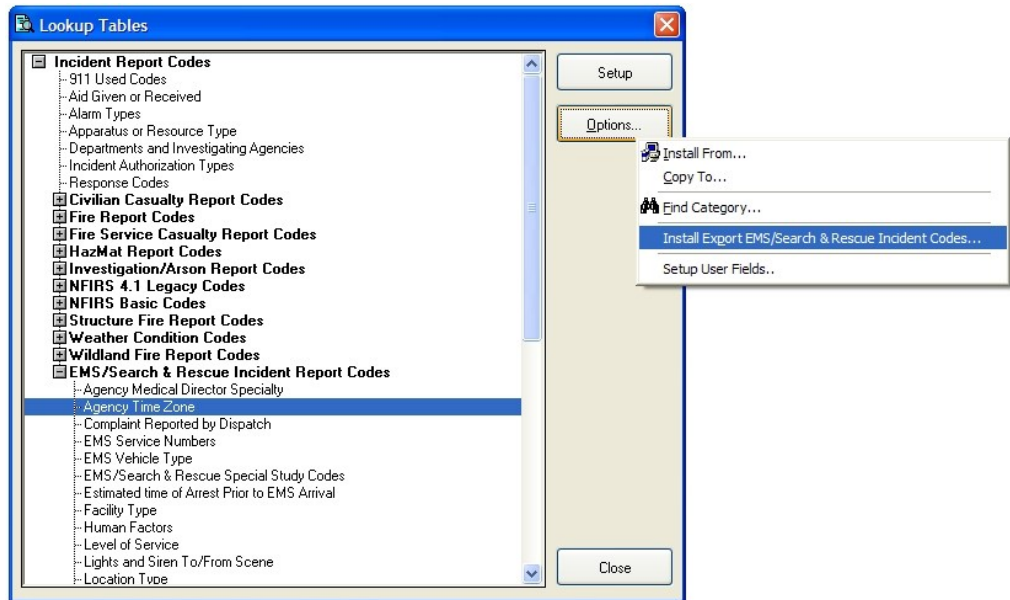 Lookup Tables
Incident Report Codes
911 Used Codes
Aid Given or Received
Alarm Types
Apparatus or Resource Type
Departments and Investigating Agencies
Incident Authorization Types
Response Codes
Civilian Casualty Report Codes
Fire Report Codes
Fire Service Casualty Report Codes
HazMat Report Codes
Investigation/Arson Report Codes
NFIRS 4.1 Legacy Codes
NFIRS Basic Codes
Structure Fire Report Codes
Weather Condition Codes
Wildland Fire Report Codes
EMS/Search & Rescue Incident Report Codes
Agency Medical Director Specialty
Agency Time Zone
Complaint Reported by Dispatch
EMS Service Numbers
EMS Vehicle Type
EMS/Search & Rescue Special Study Codes
Estimated time of Arrest Prior to EMS Arrival
Facility Type
Human Factors
Level of Service
Lights and Siren To/From Scene
Location Type
Setup
Options...
Install From...
Copy To...
Find Category...
Install Export EMS/Search & Rescue Incident Codes...
Setup User Fields..
Close